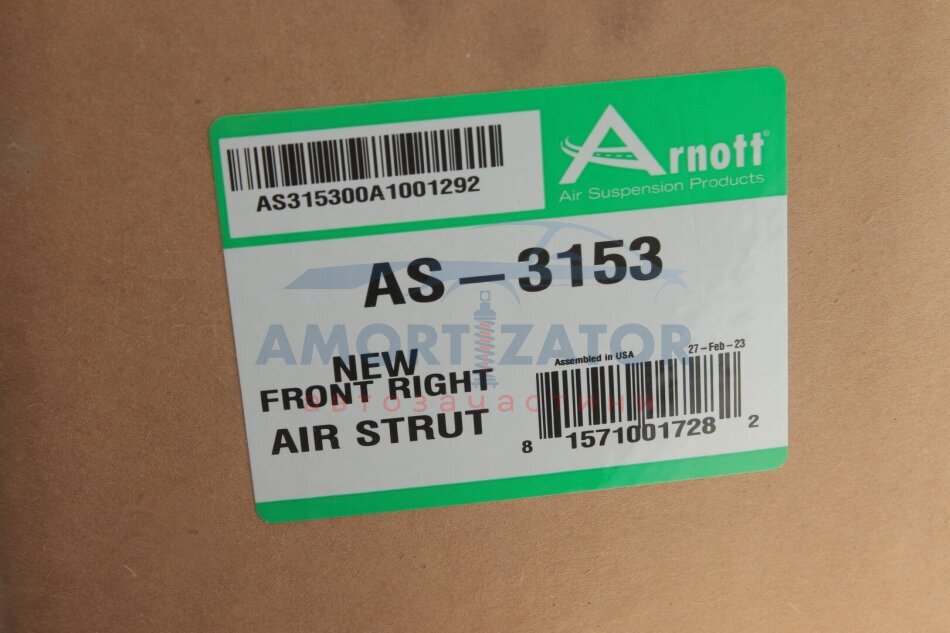 Arnott®
Air Suspension Products
AS315300A1001292
AS-3153
AMORTIZATOR
автозачастини
NEW
FRONT RIGHT
AIR STRUT
27-Feb-23
Assembled in USA
8 1571001728 2